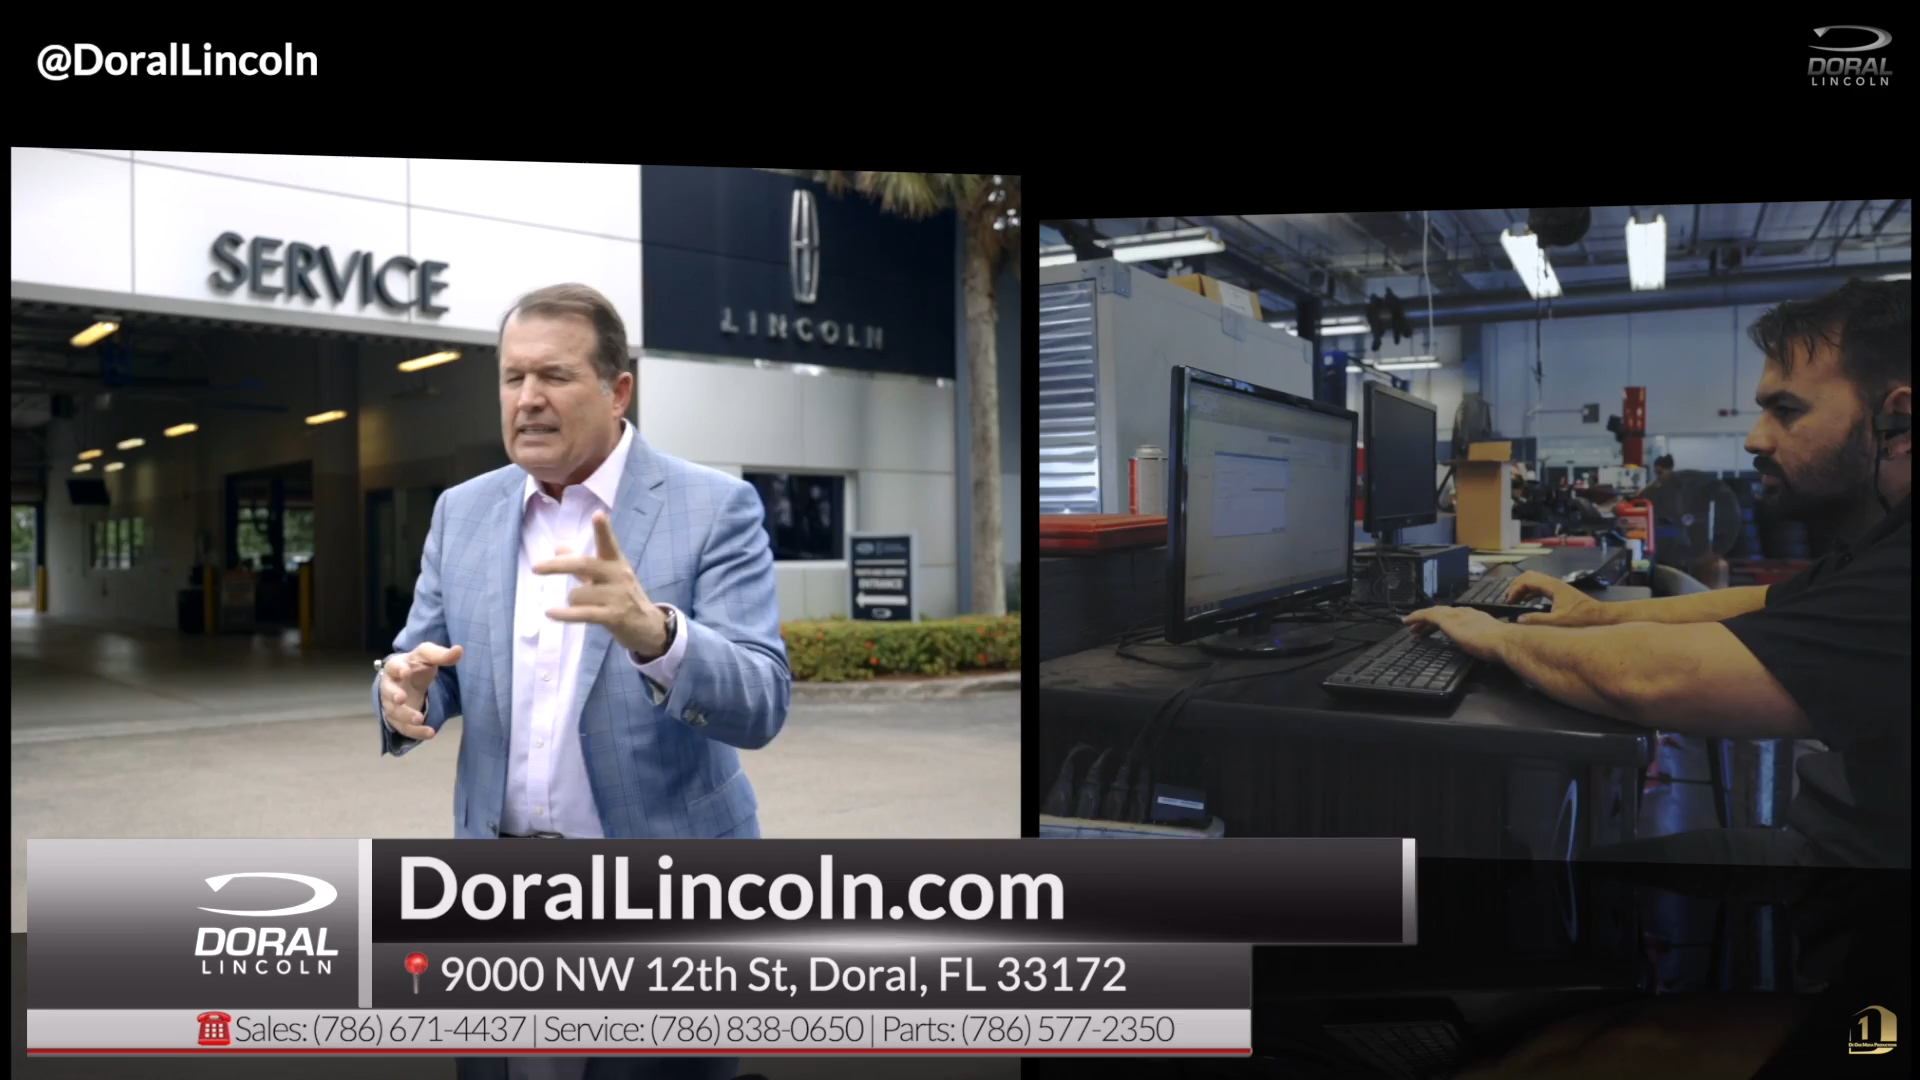 @DoralLincoln
DORAL
LINCOLN
SERVICE
LINCOLN
ENTRANCE
DoralLincoln.com
DORAL
LINCOLN
9000 NW 12th St, Doral, FL 33172
Sales: (786) 671-4437 | Service: (786) 838-0650 | Parts: (786) 577-2350
1